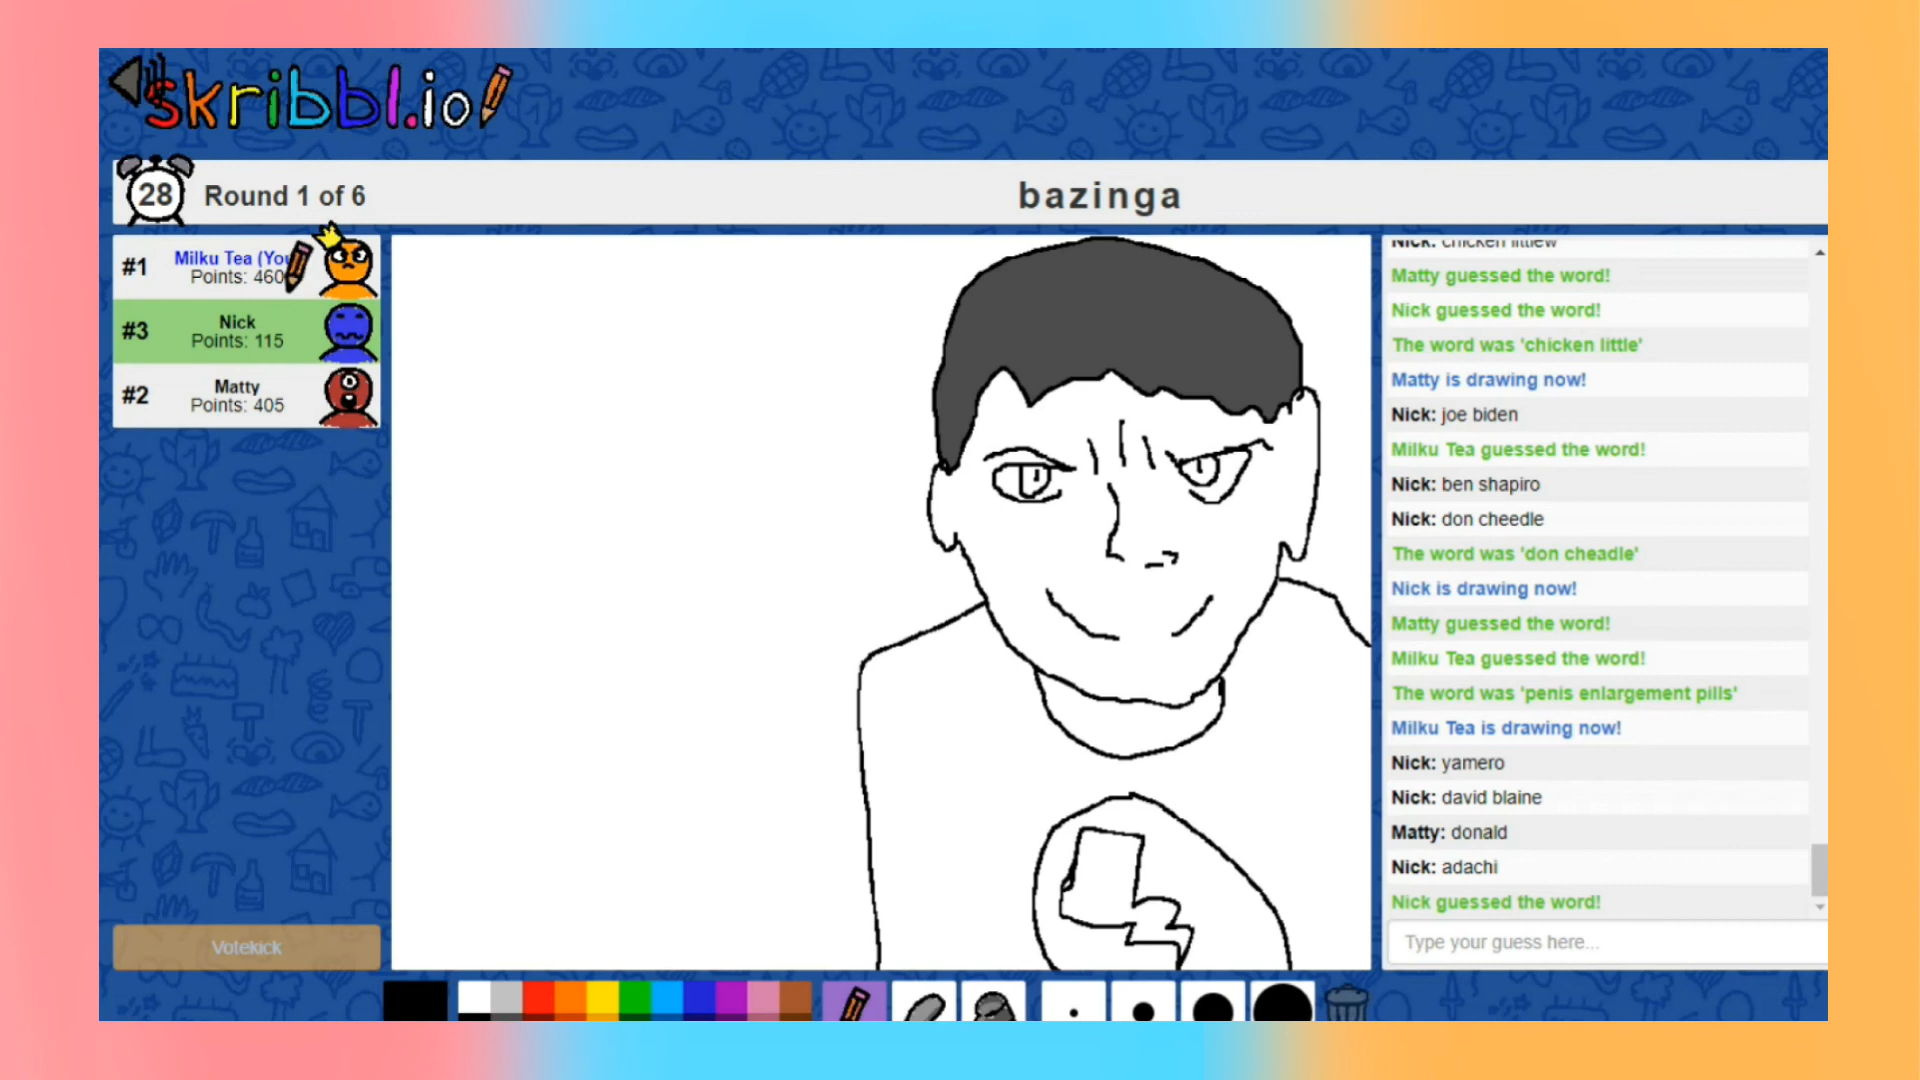 skribbl.io
28 Round 1 of 6
bazinga
#1 Milku Tea (You
Points: 460
#3 Nick
Points: 115
#2 Matty
Points: 405
Votekick
Nick: chicken littlew
Matty guessed the word!
Nick guessed the word!
The word was 'chicken little'
Matty is drawing now!
Nick: joe biden
Milku Tea guessed the word!
Nick: ben shapiro
Nick: don cheedle
The word was 'don cheadle'
Nick is drawing now!
Matty guessed the word!
Milku Tea guessed the word!
The word was 'penis enlargement pills'
Milku Tea is drawing now!
Nick: yamero
Nick: david blaine
Matty: donald
Nick: adachi
Nick guessed the word!
Type your guess here...